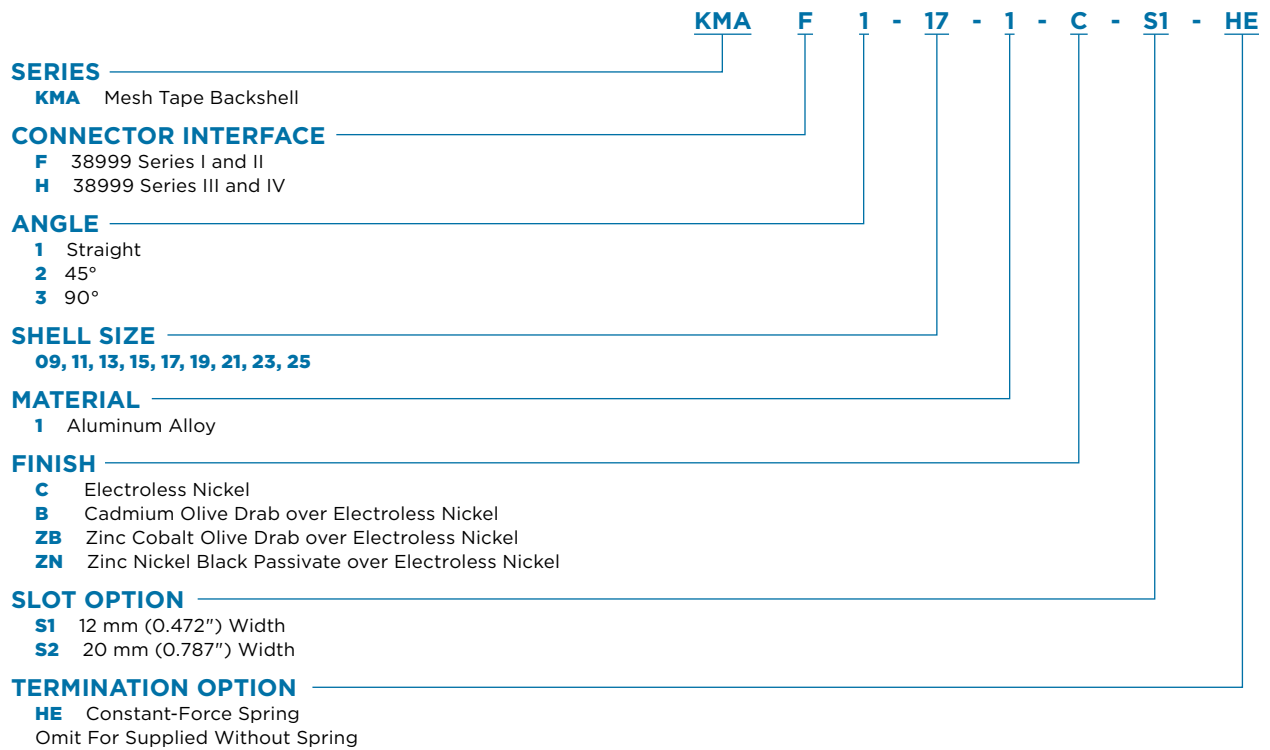 KMA F 1 - 17 - 1 - C - S1 - HE
SERIES
KMA Mesh Tape Backshell
CONNECTOR INTERFACE
F 38999 Series I and II
H 38999 Series III and IV
ANGLE
1 Straight
2 45°
3 90°
SHELL SIZE
09, 11, 13, 15, 17, 19, 21, 23, 25
MATERIAL
1 Aluminum Alloy
FINISH
C Electroless Nickel
B Cadmium Olive Drab over Electroless Nickel
ZB Zinc Cobalt Olive Drab over Electroless Nickel
ZN Zinc Nickel Black Passivate over Electroless Nickel
SLOT OPTION
S1 12 mm (0.472") Width
S2 20 mm (0.787") Width
TERMINATION OPTION
HE Constant-Force Spring
Omit For Supplied Without Spring